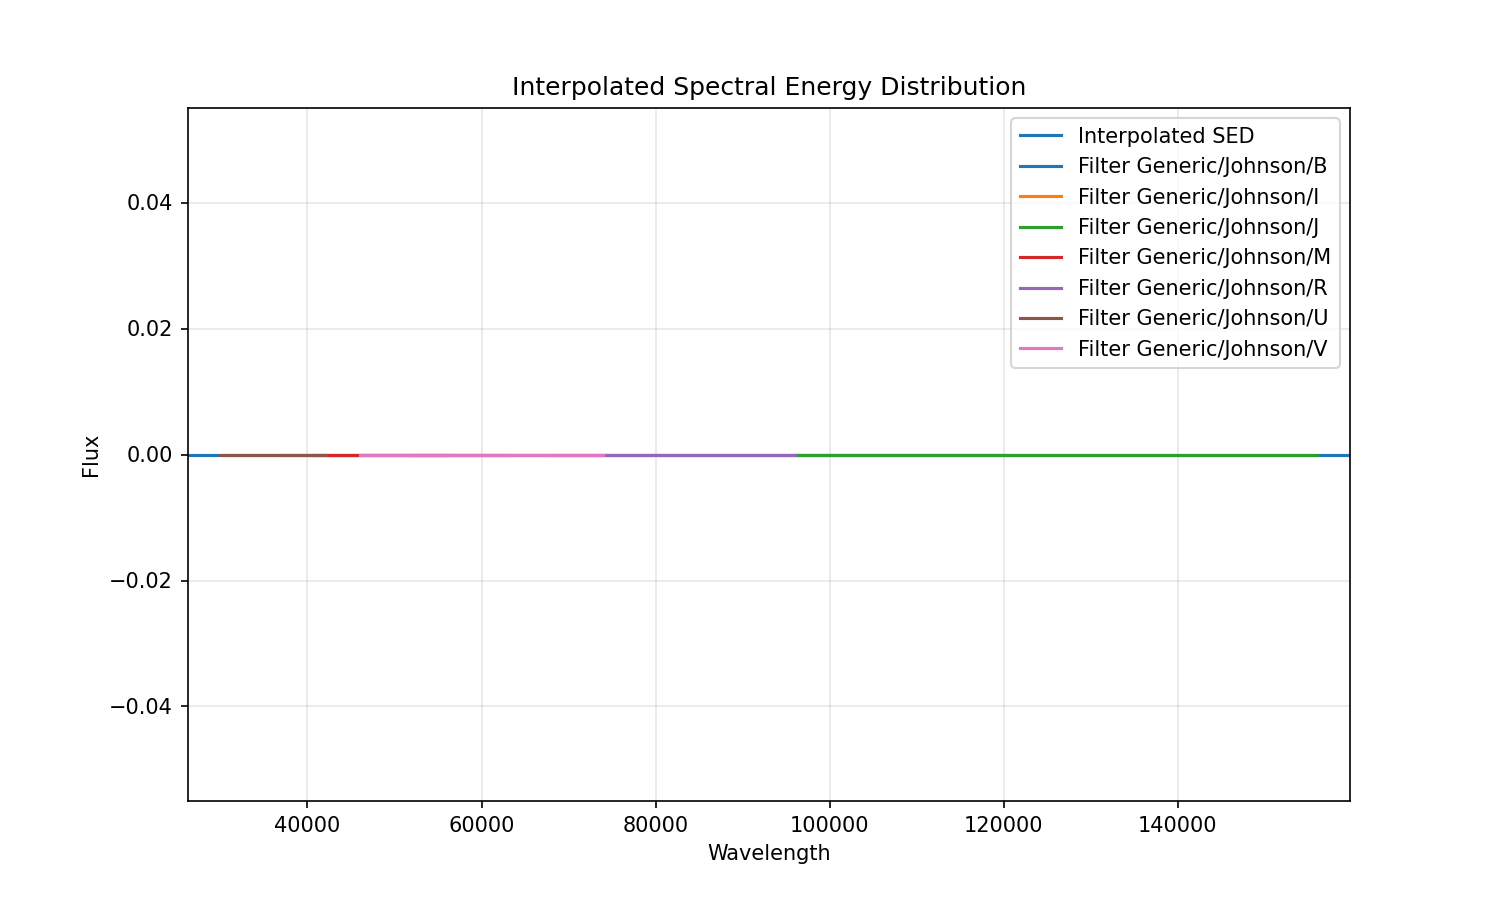 Interpolated Spectral Energy Distribution
Interpolated SED
Filter Generic/Johnson/B
Filter Generic/Johnson/I
Filter Generic/Johnson/J
Filter Generic/Johnson/M
Filter Generic/Johnson/R
Filter Generic/Johnson/U
Filter Generic/Johnson/V
0.04
0.02
0.00
−0.02
−0.04
Flux
40000 60000 80000 100000 120000 140000
Wavelength